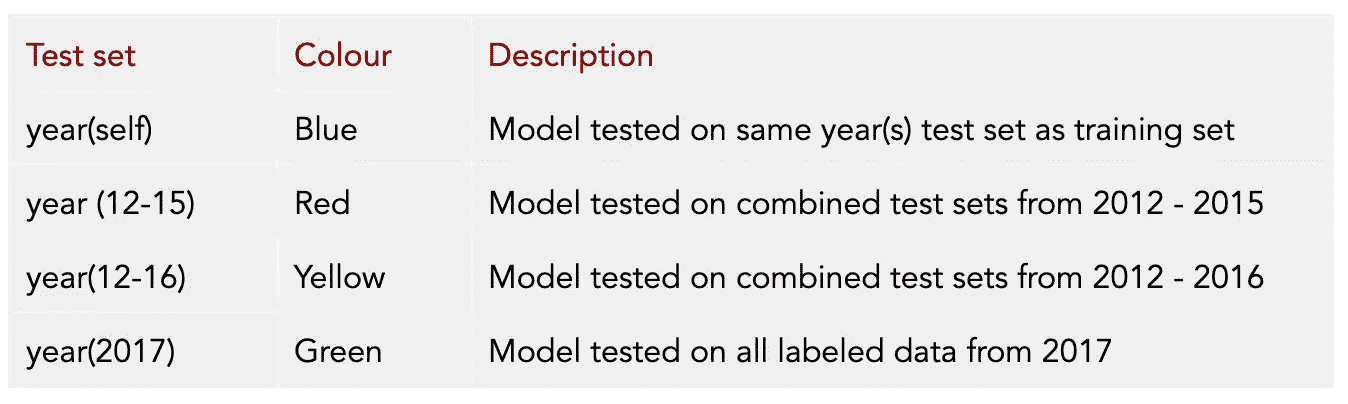 Test set Colour Description
year(self) Blue Model tested on same year(s) test set as training set
year (12-15) Red Model tested on combined test sets from 2012 - 2015
year(12-16) Yellow Model tested on combined test sets from 2012 - 2016
year(2017) Green Model tested on all labeled data from 2017